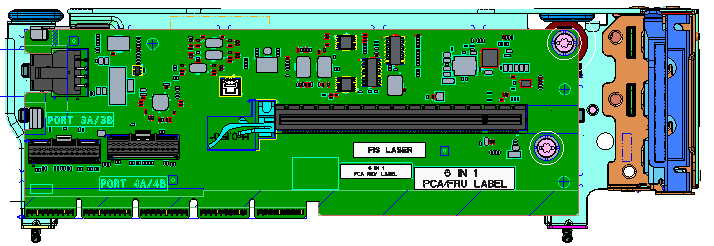 PORT 3A/3B
FIS LASER
6 IN 1
PCA REV LABEL
6 IN 1
PCA/FRU LABEL
PORT 4A/4B